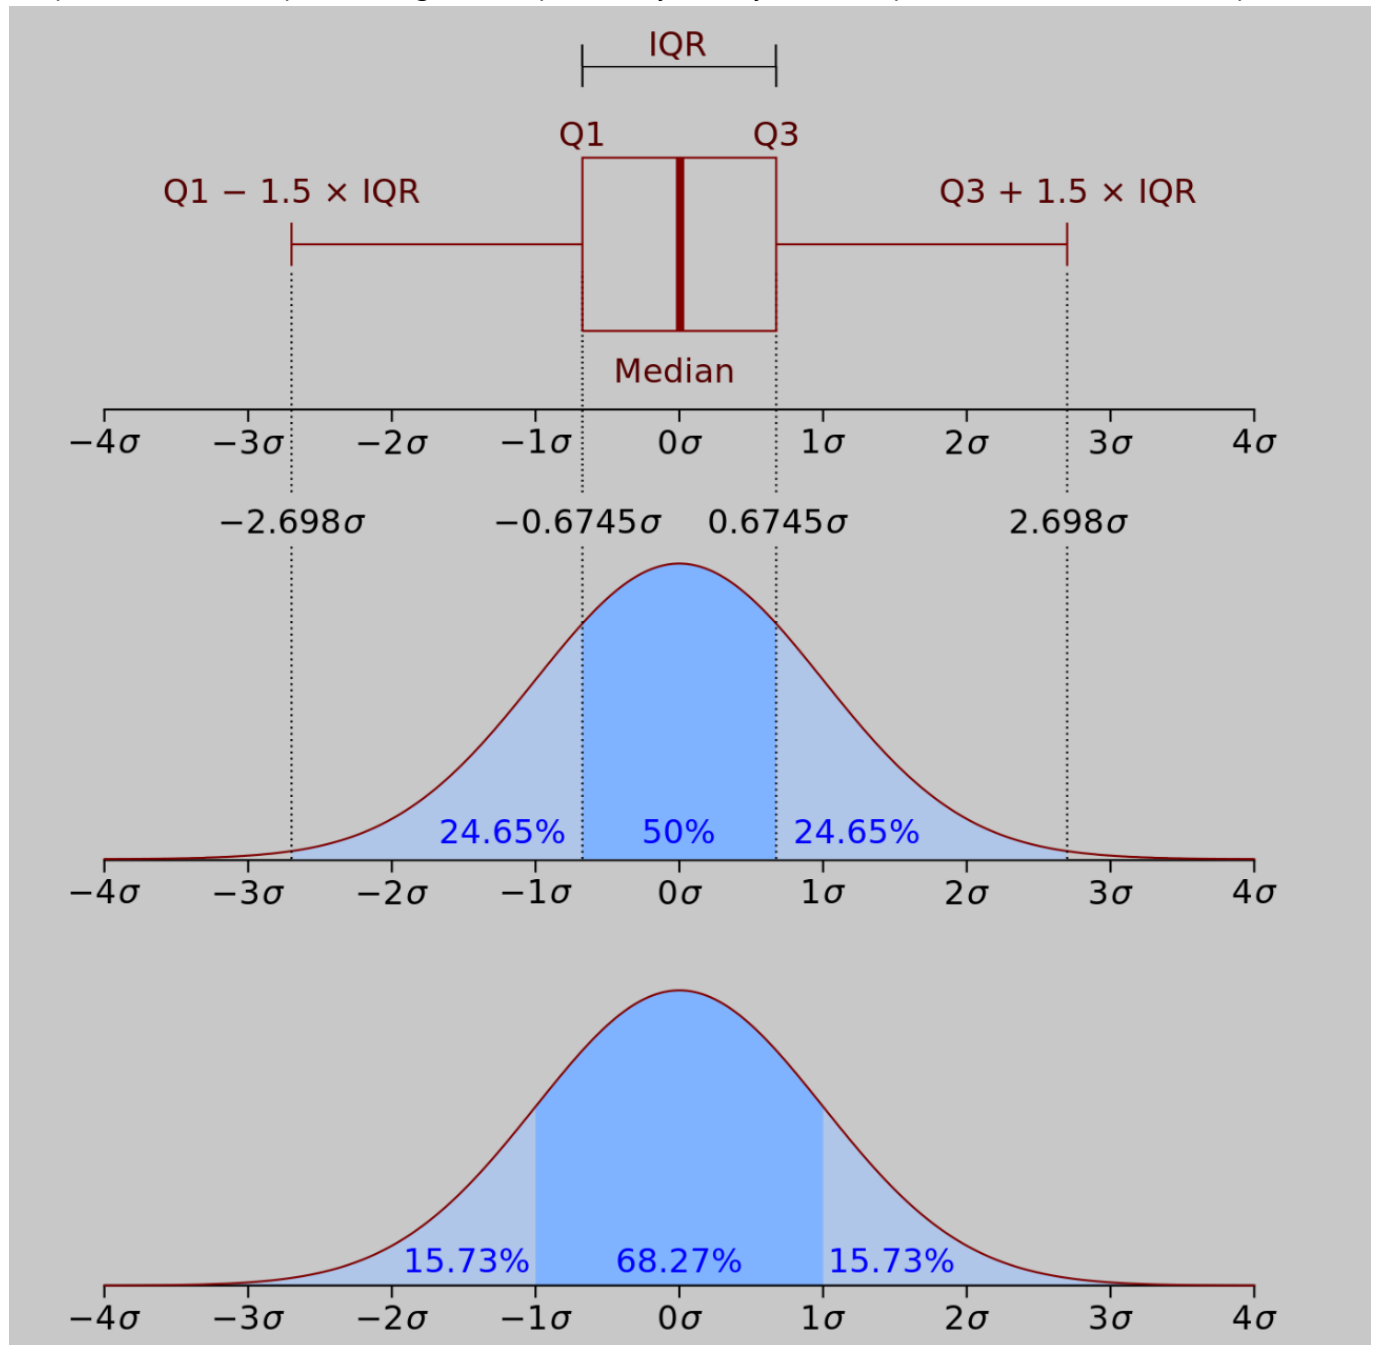 IQR
Q1 Q3
Q1 − 1.5 × IQR Q3 + 1.5 × IQR
Median
−4σ −3σ −2σ −1σ 0σ 1σ 2σ 3σ 4σ
−2.698σ −0.6745σ 0.6745σ 2.698σ
24.65% 50% 24.65%
−4σ −3σ −2σ −1σ 0σ 1σ 2σ 3σ 4σ
15.73% 68.27% 15.73%
−4σ −3σ −2σ −1σ 0σ 1σ 2σ 3σ 4σ